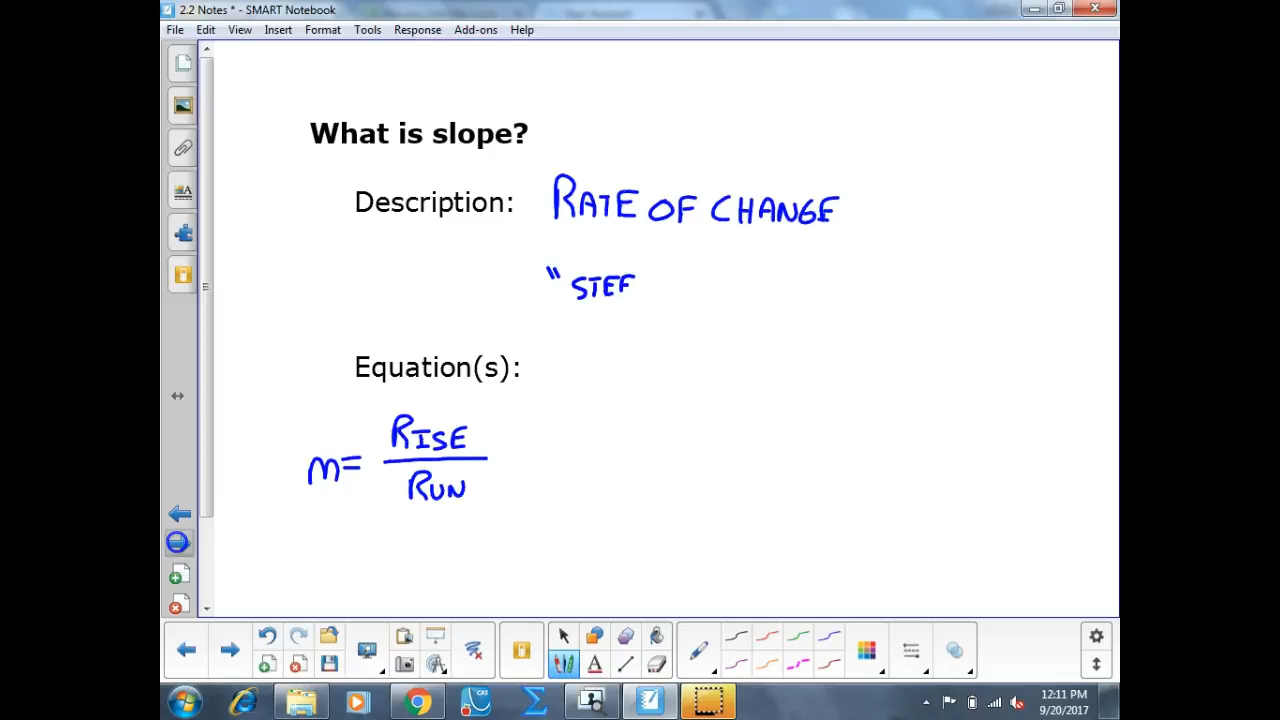 2.2 Notes * - SMART Notebook
File Edit View Insert Format Tools Response Add-ons Help
What is slope?
Description: RATE OF CHANGE
" STEF
Equation(s):
m= RISE
RUN
12:11 PM
9/20/2017